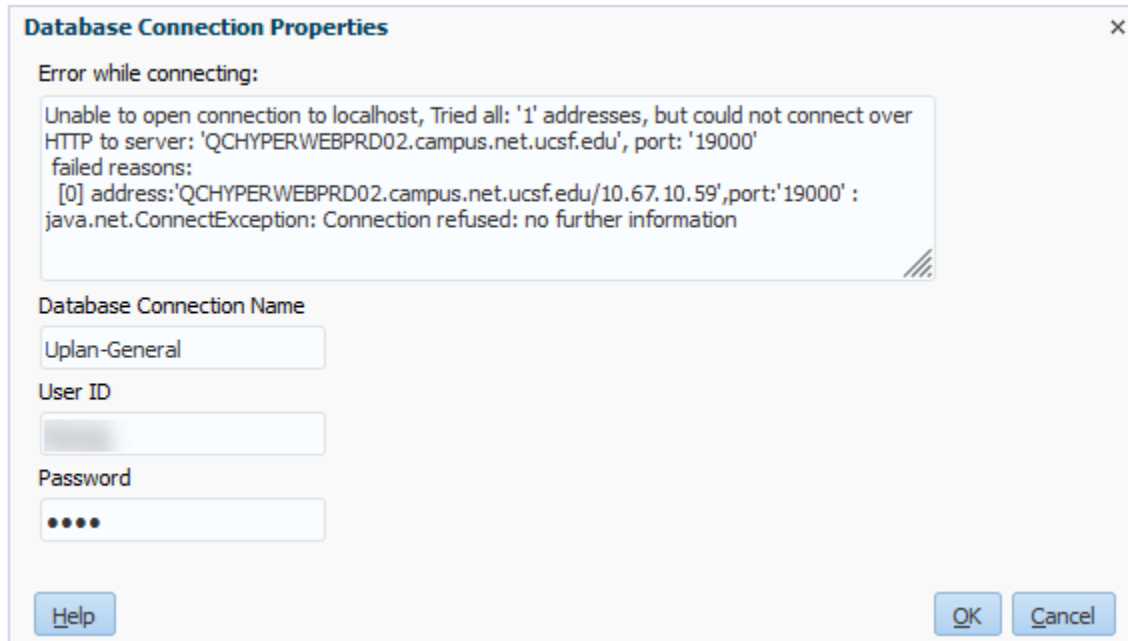 Database Connection Properties
Error while connecting:
Unable to open connection to localhost, Tried all: '1' addresses, but could not connect over
HTTP to server: 'QCHYPERWEBPRD02.campus.net.ucsf.edu', port: '19000'
failed reasons:
[0] address:'QCHYPERWEBPRD02.campus.net.ucsf.edu/10.67.10.59',port:'19000' :
java.net.ConnectException: Connection refused: no further information
Database Connection Name
Uplan-General
User ID
Password
••••
Help
OK
Cancel